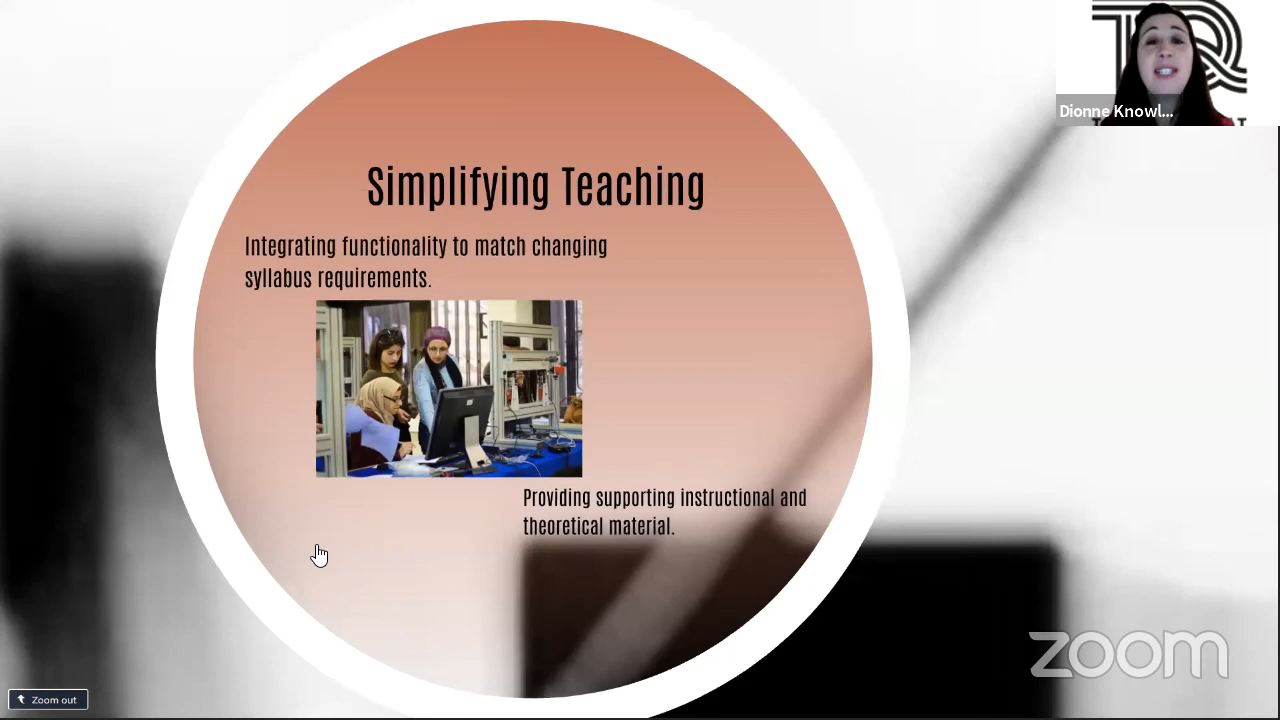 Dionne Knowl...
Simplifying Teaching
Integrating functionality to match changing
syllabus requirements.
Providing supporting instructional and
theoretical material.
zoom
Zoom out